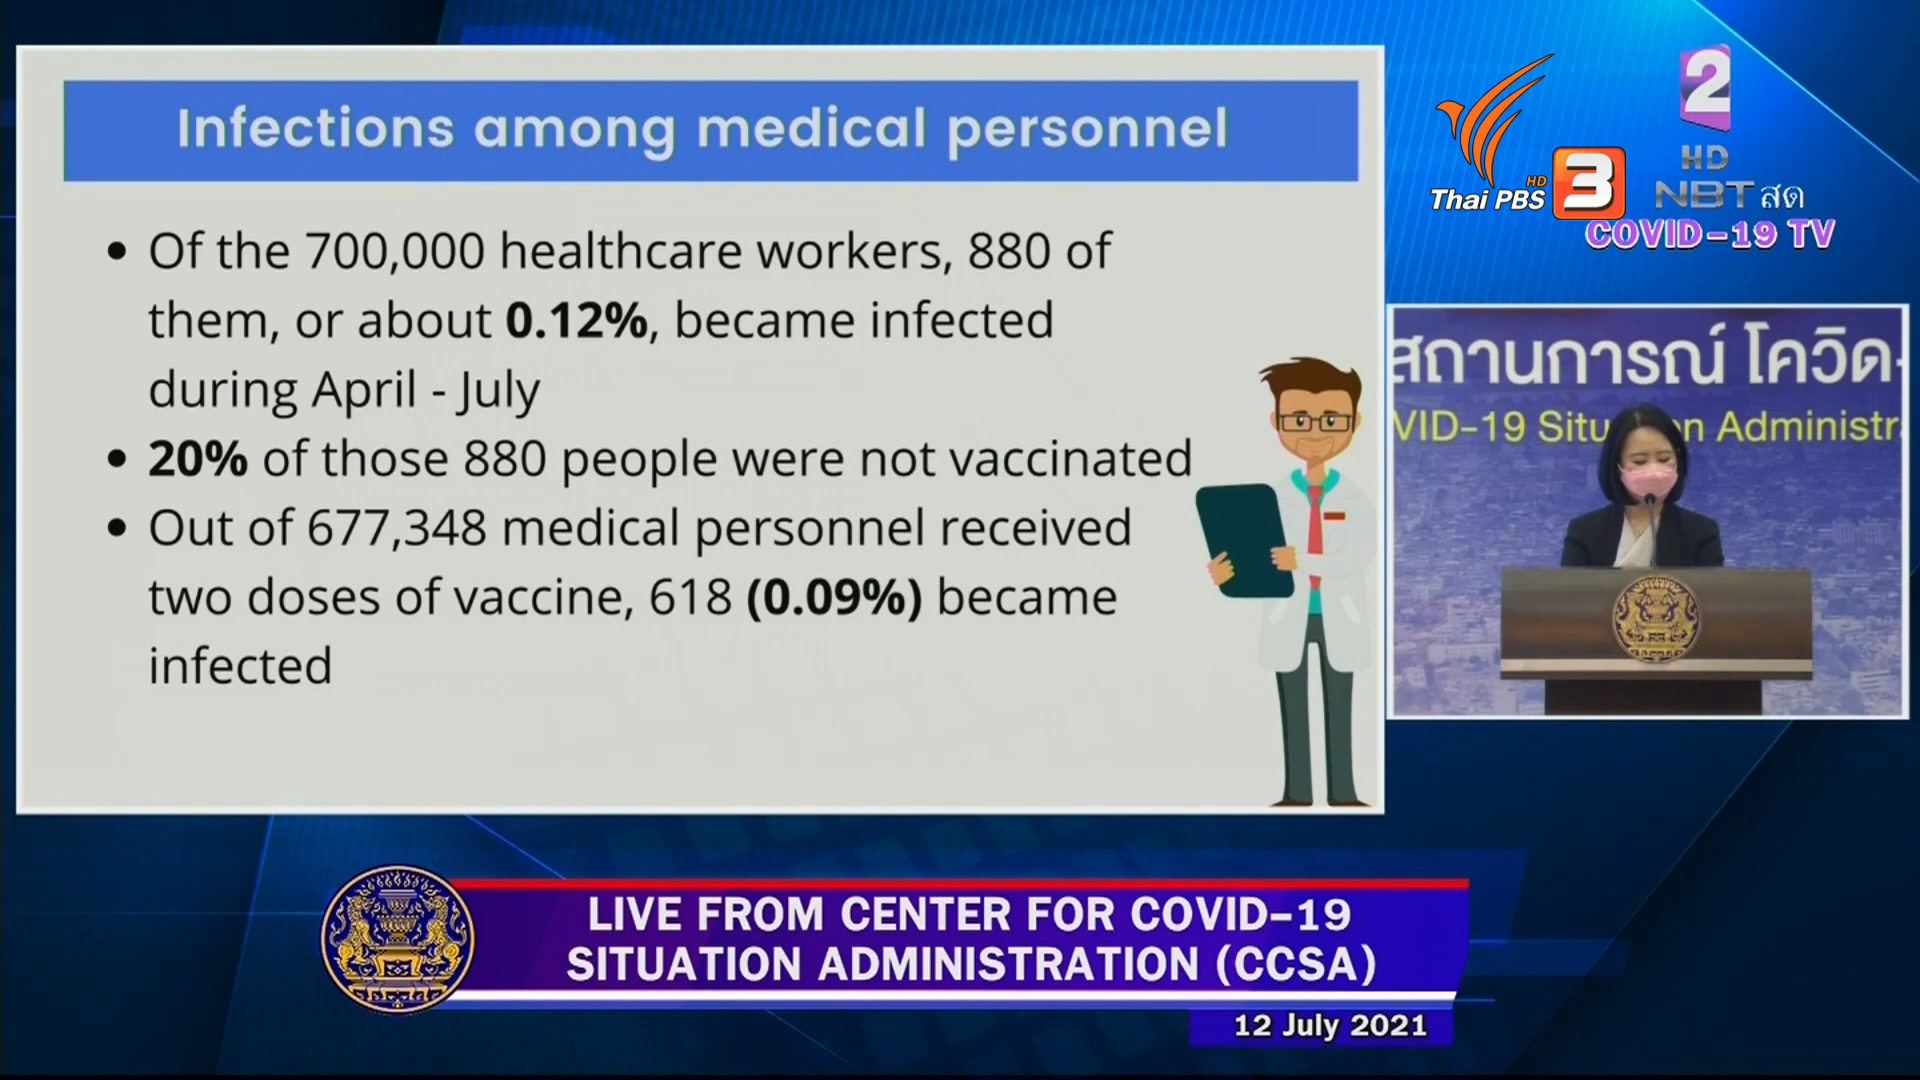 Infections among medical personnel
Of the 700,000 healthcare workers, 880 of
them, or about 0.12%, became infected
during April - July
20% of those 880 people were not vaccinated
Out of 677,348 medical personnel received
two doses of vaccine, 618 (0.09%) became
infected
2
HD
Thai PBS
HD
3
NBT สด
COVID-19 TV
สถานการณ์ โควิด-
VID-19 Situ
n Administr
LIVE FROM CENTER FOR COVID-19
SITUATION ADMINISTRATION (CCSA)
12 July 2021